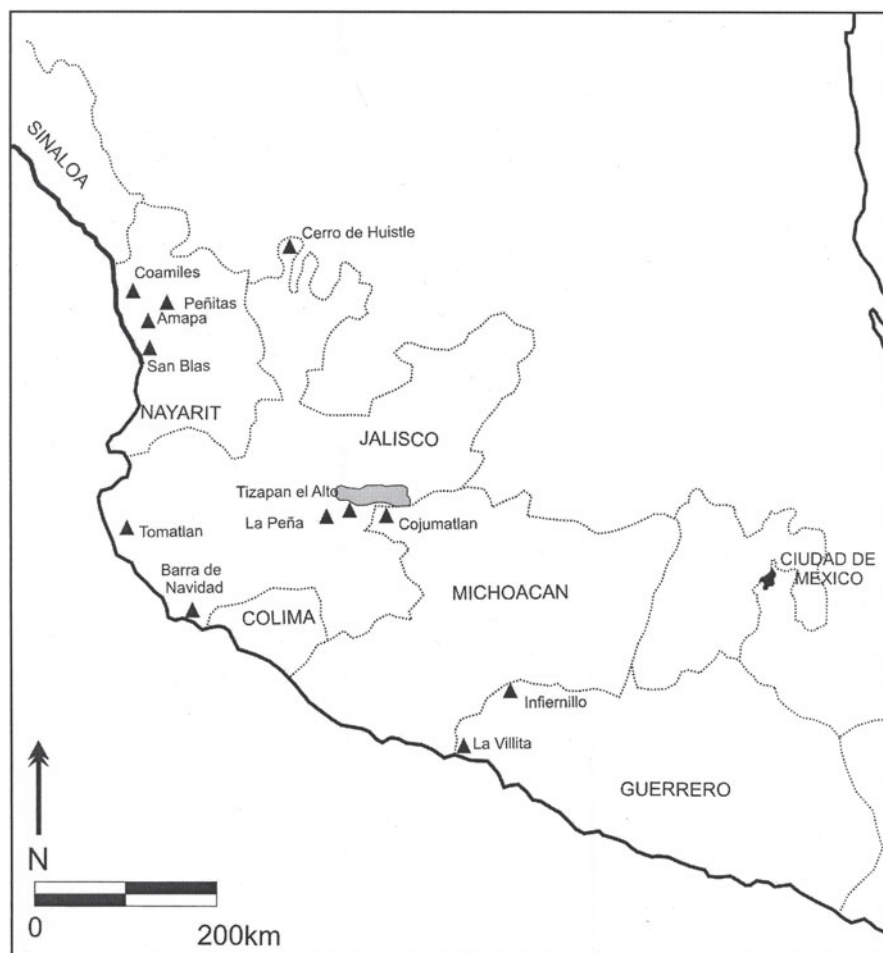 SINALOA
Cerro de Huistle
Coamiles
Peñitas
Amapa
San Blas
NAYARIT
JALISCO
Tizapan el Alto
La Peña
Cojumatlan
Tomatlan
CIUDAD DE
MEXICO
Barra de
Navidad
MICHOACAN
COLIMA
Infiernillo
La Villita
GUERRERO
N
0
200km